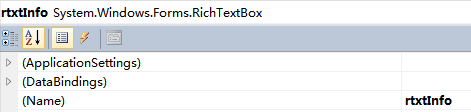 rtxtInfo System.Windows.Forms.RichTextBox
(ApplicationSettings)
(DataBindings)
(Name) rtxtInfo